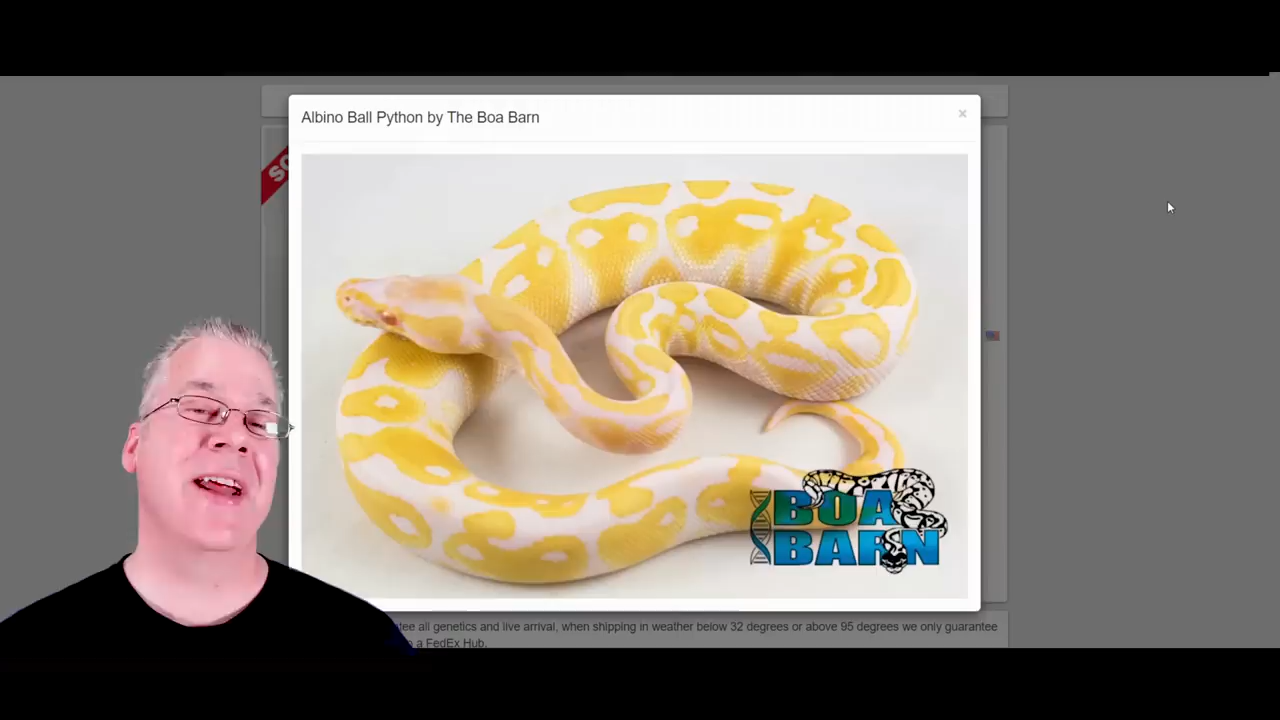 Albino Ball Python by The Boa Barn
×
BOA
BARN
all genetics and live arrival, when shipping in weather below 32 degrees or above 95 degrees we only guarantee
a FedEx Hub.